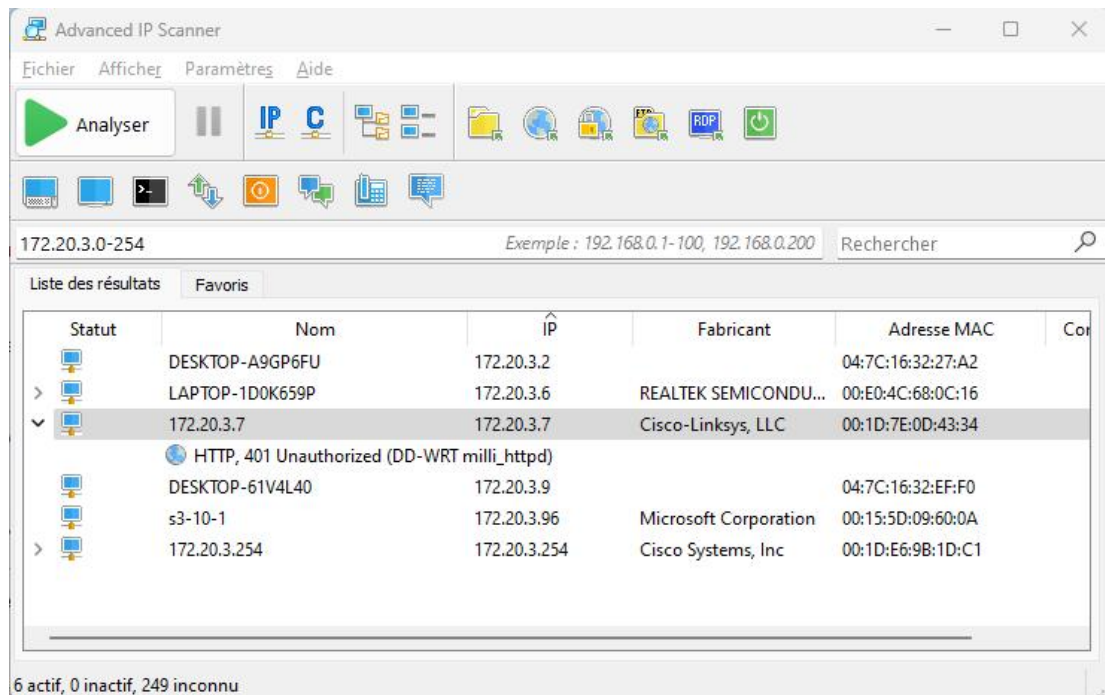 Advanced IP Scanner
Fichier Afficher Paramètres Aide
Analyser IP C FTP RDP
172.20.3.0-254 Exemple : 192.168.0.1-100, 192.168.0.200 Rechercher
Liste des résultats Favoris
Statut Nom IP Fabricant Adresse MAC Cor
DESKTOP-A9GP6FU 172.20.3.2 04:7C:16:32:27:A2
LAPTOP-1D0K659P 172.20.3.6 REALTEK SEMICONDU... 00:E0:4C:68:0C:16
172.20.3.7 172.20.3.7 Cisco-Linksys, LLC 00:1D:7E:0D:43:34
HTTP, 401 Unauthorized (DD-WRT milli_httpd)
DESKTOP-61V4L40 172.20.3.9 04:7C:16:32:EF:F0
s3-10-1 172.20.3.96 Microsoft Corporation 00:15:5D:09:60:0A
172.20.3.254 172.20.3.254 Cisco Systems, Inc 00:1D:E6:9B:1D:C1
6 actif, 0 inactif, 249 inconnu